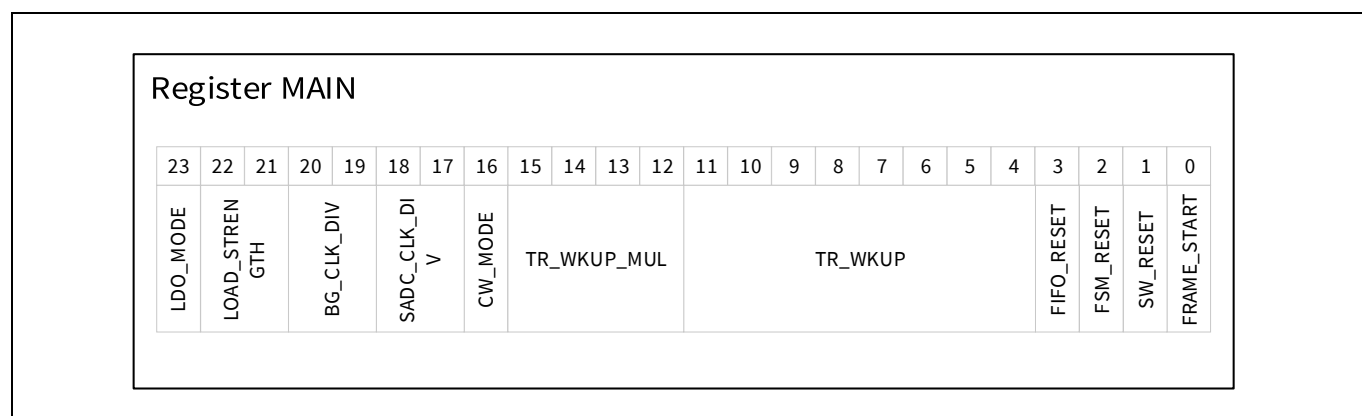 Register MAIN
23 22 21 20 19 18 17 16 15 14 13 12 11 10 9 8 7 6 5 4 3 2 1 0
LDO_MODE
LOAD_STREN
GTH
BG_CLK_DIV
SADC_CLK_DI
V
CW_MODE
TR_WKUP_MUL
TR_WKUP
FIFO_RESET
FSM_RESET
SW_RESET
FRAME_START